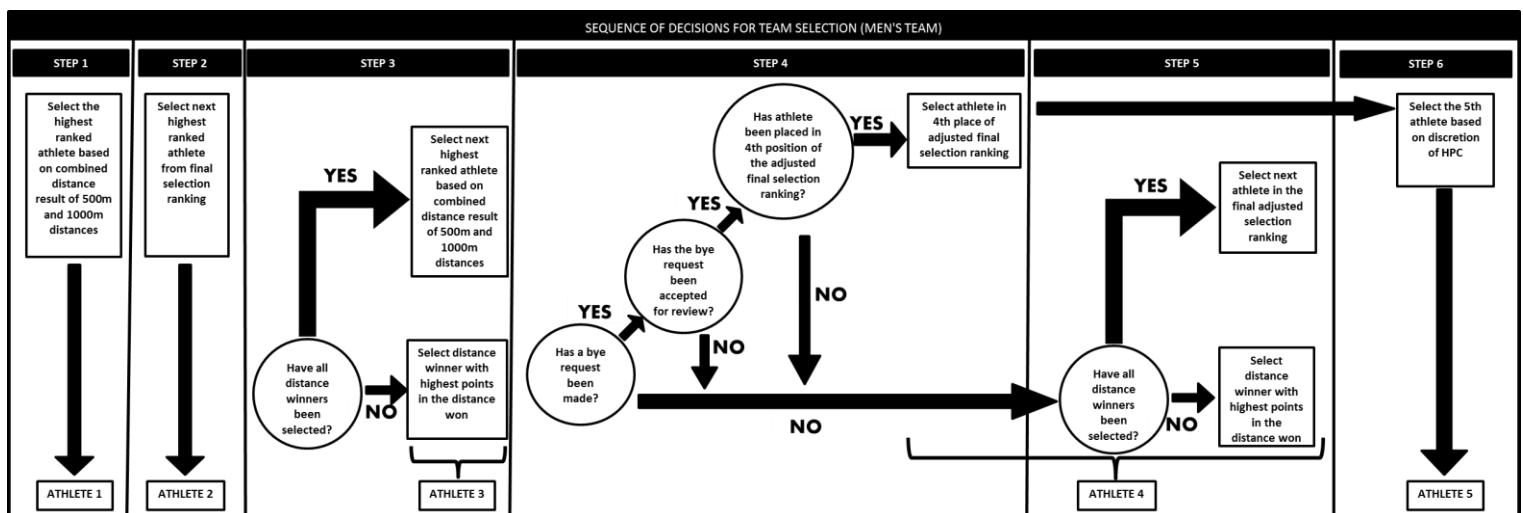 SEQUENCE OF DECISIONS FOR TEAM SELECTION (MEN'S TEAM)
STEP 1
Select the
highest
ranked
athlete based
on combined
distance
result of 500m
and 1000m
distances
ATHLETE 1
STEP 2
Select next
highest
ranked
athlete
from final
selection
ranking
ATHLETE 2
STEP 3
Have all
distance
winners
been
selected?
YES
Select next
highest
ranked athlete
based on
combined
distance result
of 500m and
1000m
distances
NO
Select distance
winner with
highest points
in the distance
won
ATHLETE 3
STEP 4
Has a bye
request
been
made?
YES
Has the bye
request
been
accepted
for review?
YES
Has athlete
been placed in
4th position of
the adjusted
final selection
ranking?
YES
Select athlete in
4th place of
adjusted final
selection ranking
NO
NO
NO
STEP 5
Have all
distance
winners
been
selected?
YES
Select next
athlete in the
final adjusted
selection
ranking
NO
Select
distance
winner with
highest points
in the
distance won
ATHLETE 4
STEP 6
Select the 5th
athlete based
on discretion
of HPC
ATHLETE 5